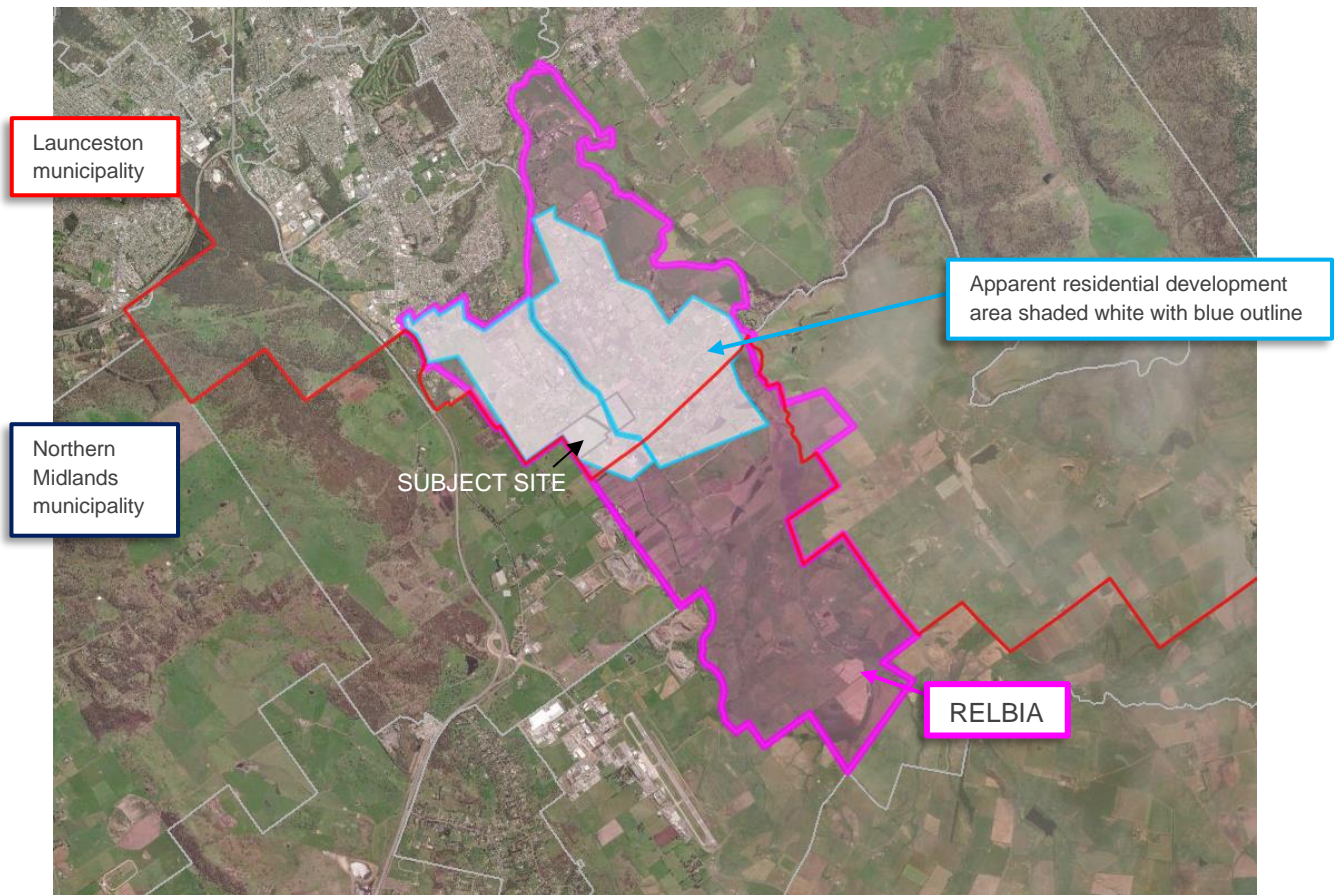 Launceston
municipality
Apparent residential development
area shaded white with blue outline
Northern
Midlands
municipality
SUBJECT SITE
RELBIA